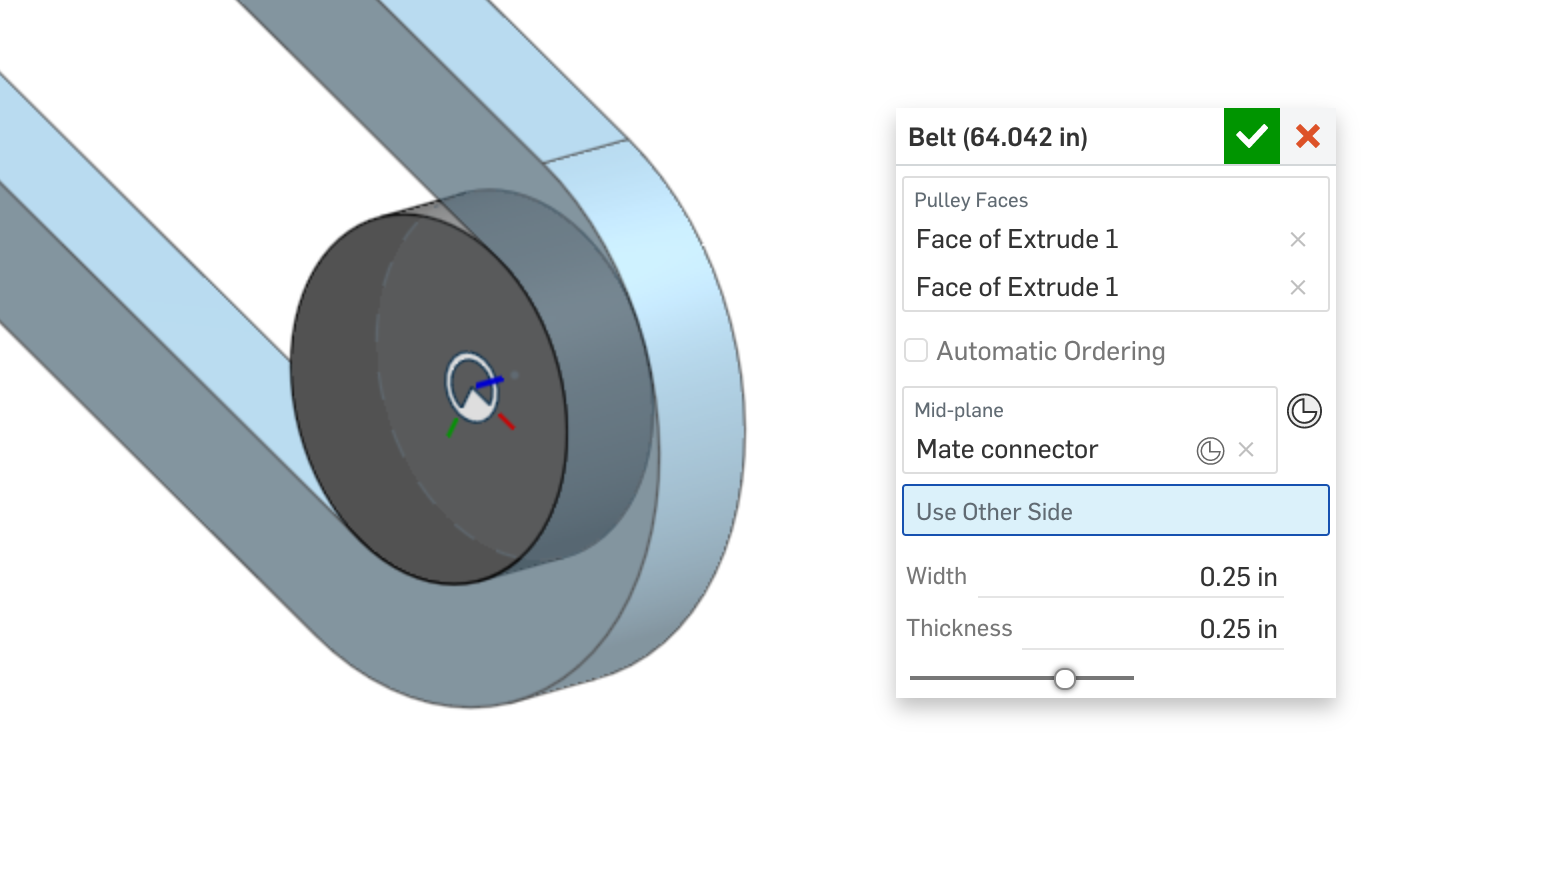 Belt (64.042 in)
Pulley Faces
Face of Extrude 1
Face of Extrude 1
Automatic Ordering
Mid-plane
Mate connector
Use Other Side
Width 0.25 in
Thickness 0.25 in